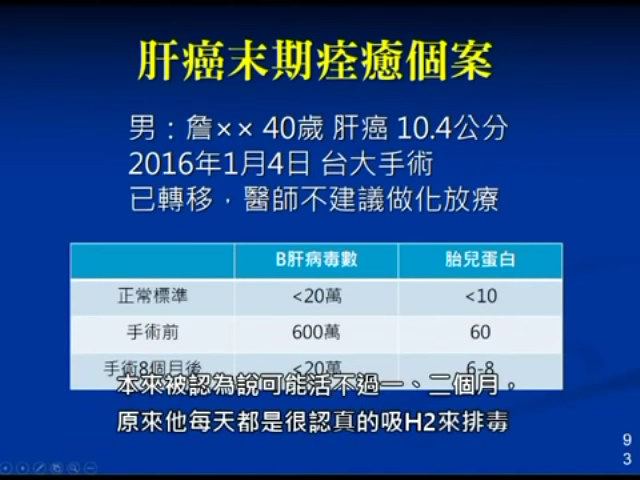 肝癌末期痊癒個案
男：詹×× 40歲 肝癌 10.4公分
2016年1月4日 台大手術
已轉移，醫師不建議做化放療
B肝病毒數 胎兒蛋白
正常標準 <20萬 <10
手術前 600萬 60
手術8個月後 <20萬 6-8
本來被認為說可能活不過一、二個月，
原來他每天都是很認真的吸H2來排毒
9
3